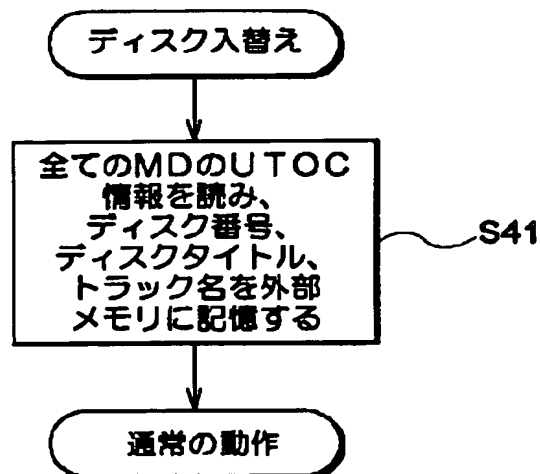 ディスク入替え
全てのMDのUTOC
情報を読み、
ディスク番号、
ディスクタイトル、
トラック名を外部
メモリに記憶する
S41
通常の動作